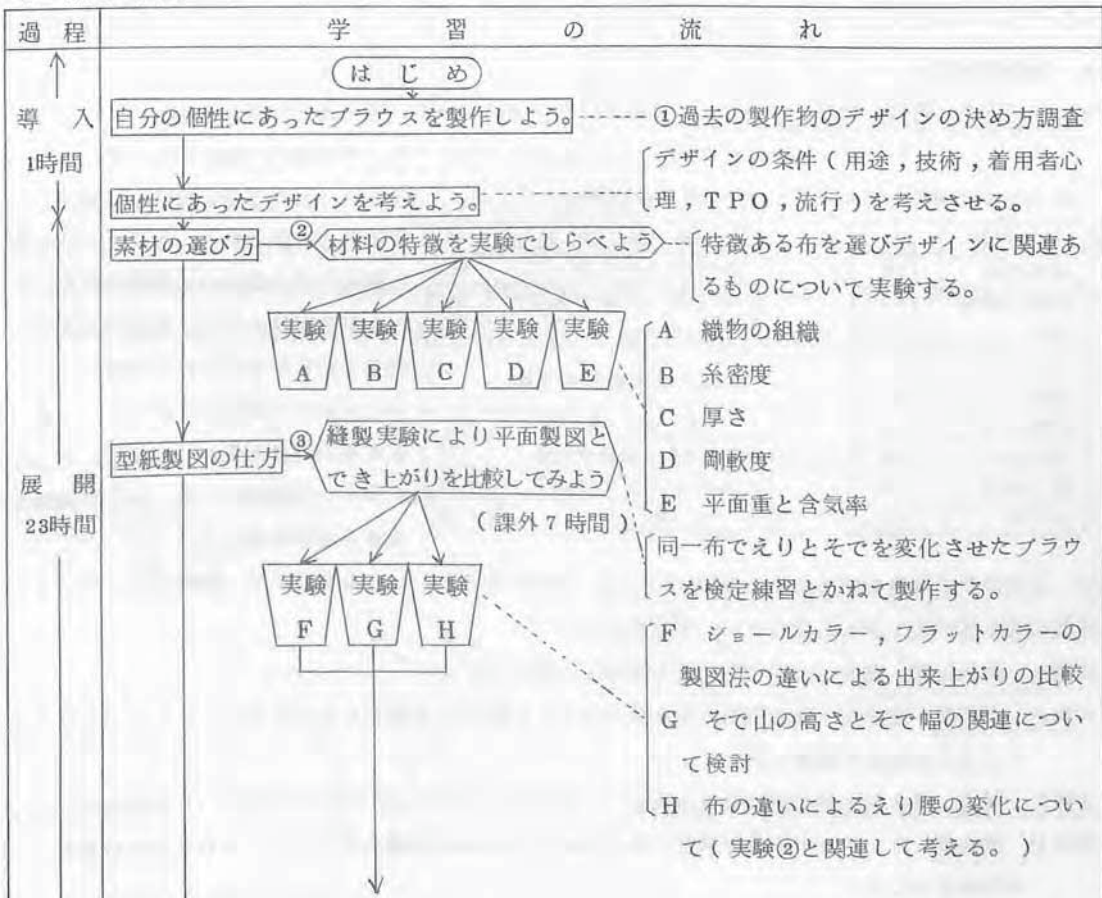 過程 学習の流れ
はじめ
導入
1時間
自分の個性にあったブラウスを製作しよう。
①過去の製作物のデザインの決め方調査
デザインの条件(用途,技術,着用者心
理,TPO,流行)を考えさせる。
個性にあったデザインを考えよう。
素材の選び方
②
材料の特徴を実験でしらべよう
特徴ある布を選びデザインに関連あ
るものについて実験する。
実験 実験 実験 実験 実験
A B C D E
A 織物の組織
B 糸密度
C 厚さ
D 剛軟度
E 平面重と含気率
展開
23時間
型紙製図の仕方
③
縫製実験により平面製図と
でき上がりを比較してみよう
(課外7時間)
同一布でえりとそでを変化させたブラウ
スを検定練習とかねて製作する。
実験 実験 実験
F G H
F ショールカラー,フラットカラーの
製図法の違いによる出来上がりの比較
G そで山の高さとそで幅の関連につい
て検討
H 布の違いによるえり腰の変化につい
て(実験②と関連して考える。)